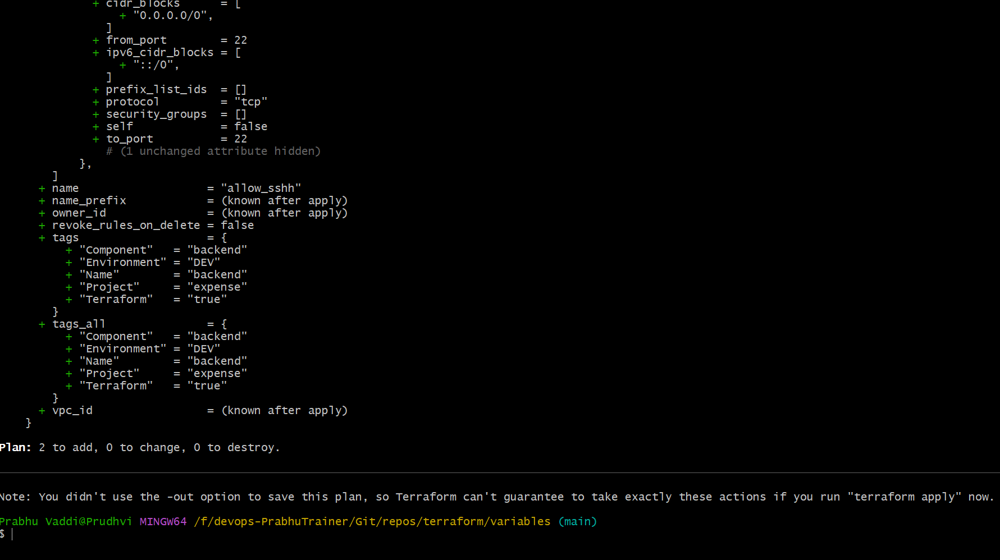 + cidr_blocks      = [
+ "0.0.0.0/0",
]
+ from_port        = 22
+ ipv6_cidr_blocks = [
+ "::/0",
]
+ prefix_list_ids  = []
+ protocol         = "tcp"
+ security_groups  = []
+ self             = false
+ to_port          = 22
# (1 unchanged attribute hidden)
},
]
+ name                   = "allow_sshh"
+ name_prefix            = (known after apply)
+ owner_id               = (known after apply)
+ revoke_rules_on_delete = false
+ tags                   = {
+ "Component"   = "backend"
+ "Environment" = "DEV"
+ "Name"        = "backend"
+ "Project"     = "expense"
+ "Terraform"   = "true"
}
+ tags_all               = {
+ "Component"   = "backend"
+ "Environment" = "DEV"
+ "Name"        = "backend"
+ "Project"     = "expense"
+ "Terraform"   = "true"
}
+ vpc_id                 = (known after apply)
}
Plan: 2 to add, 0 to change, 0 to destroy.
Note: You didn't use the -out option to save this plan, so Terraform can't guarantee to take exactly these actions if you run "terraform apply" now.
Prabhu Vaddi@Prudhvi MINGW64 /f/devops-PrabhuTrainer/Git/repos/terraform/variables (main)
$